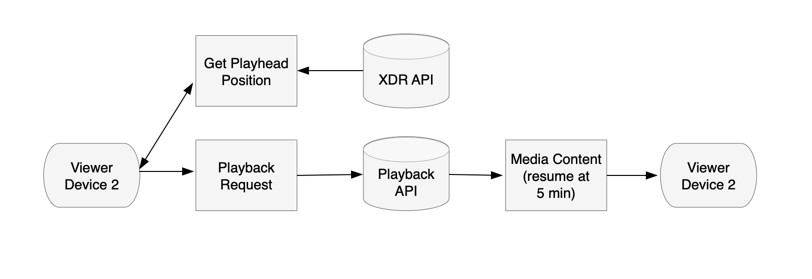 Get Playhead
Position
XDR API
Viewer
Device 2
Playback
Request
Playback
API
Media Content
(resume at
5 min)
Viewer
Device 2